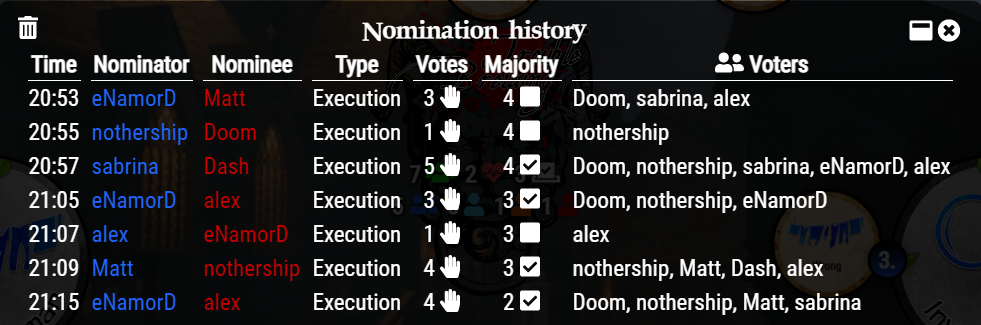 Nomination history
Time Nominator Nominee Type Votes Majority Voters
20:53 eNamorD Matt Execution 3 4 Doom, sabrina, alex
20:55 nothership Doom Execution 1 4 nothership
20:57 sabrina Dash Execution 5 4 Doom, nothership, sabrina, eNamorD, alex
21:05 eNamorD alex Execution 3 3 Doom, nothership, eNamorD
21:07 alex eNamorD Execution 1 3 alex
21:09 Matt nothership Execution 4 3 nothership, Matt, Dash, alex
21:15 eNamorD alex Execution 4 2 Doom, nothership, Matt, sabrina
3.